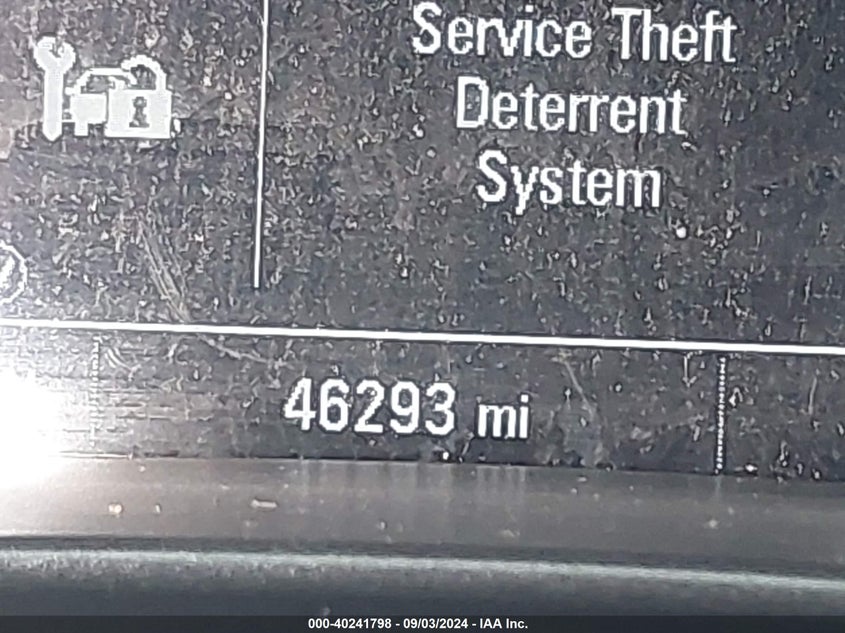 Service Theft
Deterrent
System
46293 mi
000-40241798 - 09/03/2024 - IAA Inc.